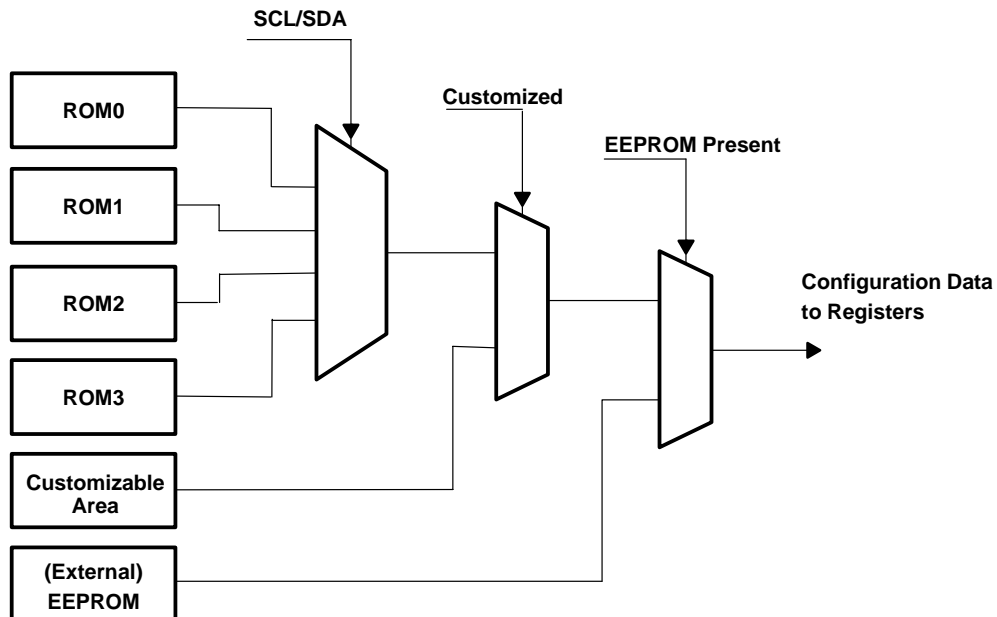 SCL/SDA
Customized
EEPROM Present
ROM0
ROM1
ROM2
ROM3
Customizable
Area
(External)
EEPROM
Configuration Data
to Registers